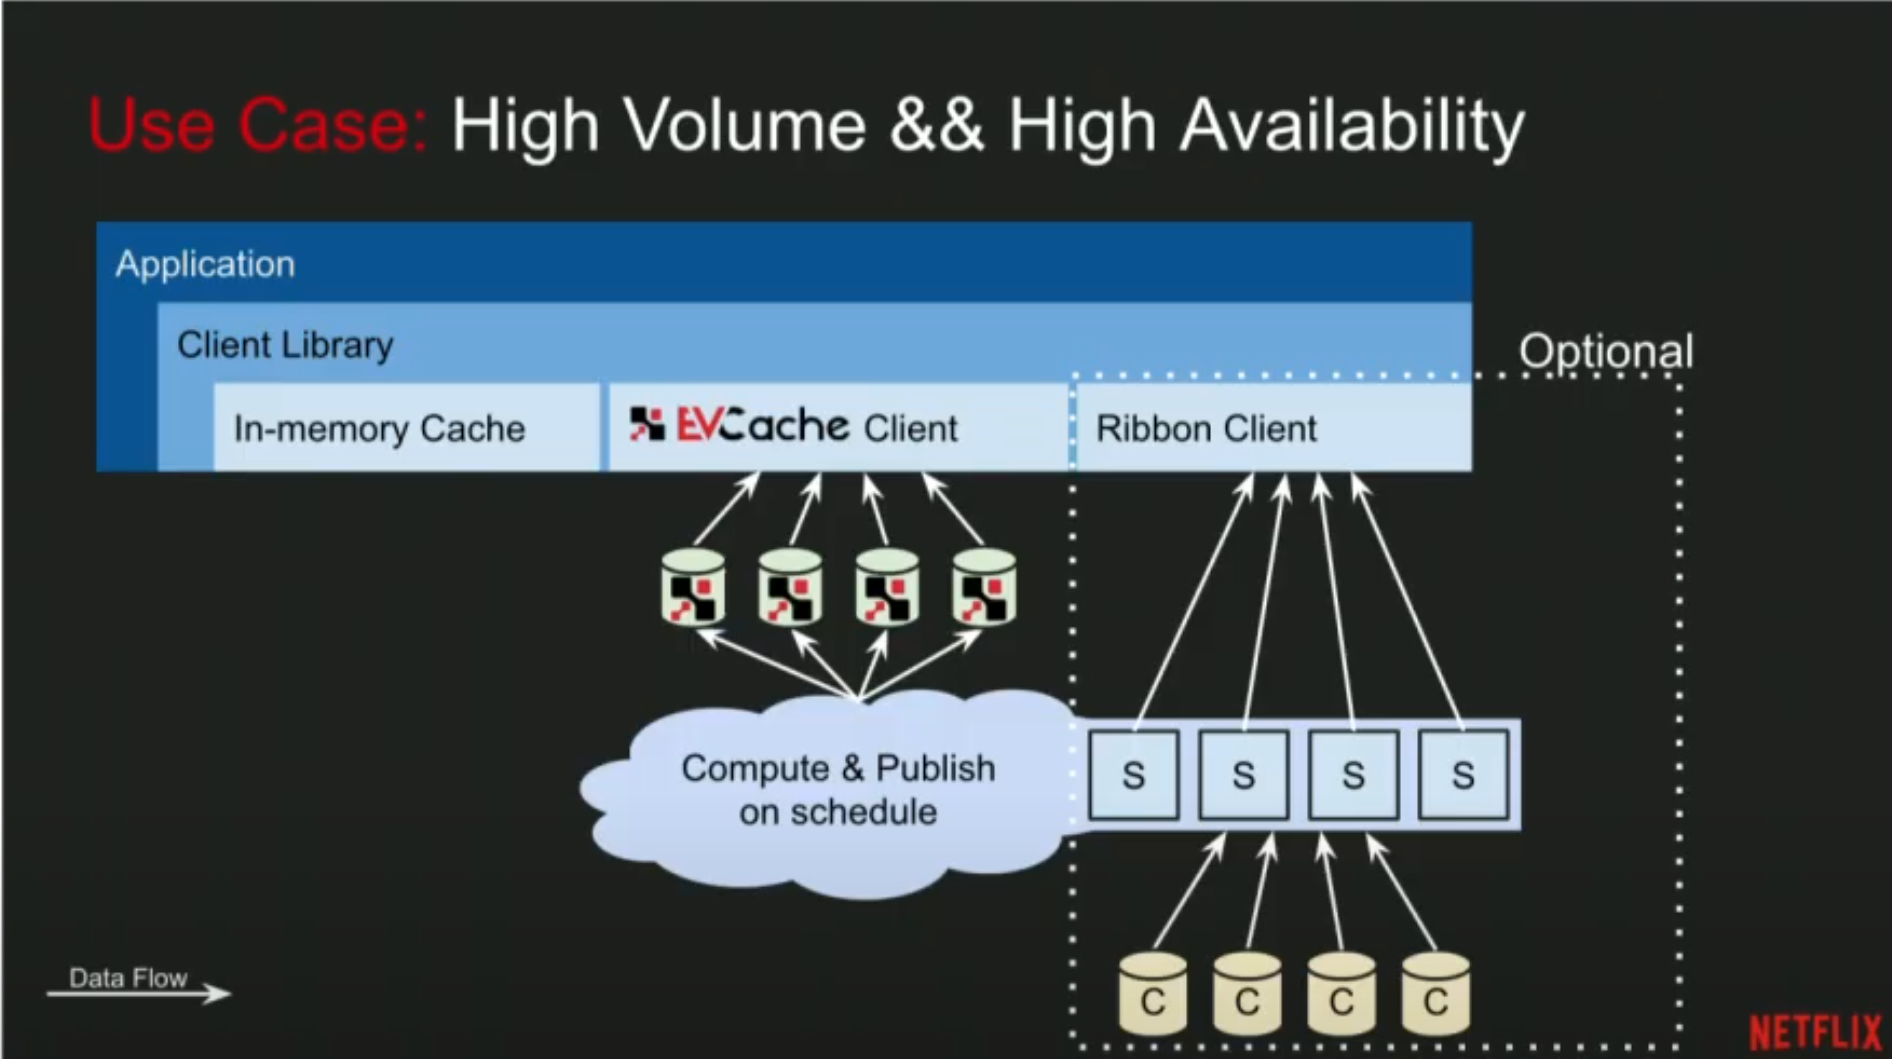 Use Case: High Volume && High Availability
Application
Client Library
Optional
In-memory Cache
EVCache Client
Ribbon Client
Compute & Publish
on schedule
S S S S
C C C C
Data Flow
NETFLIX